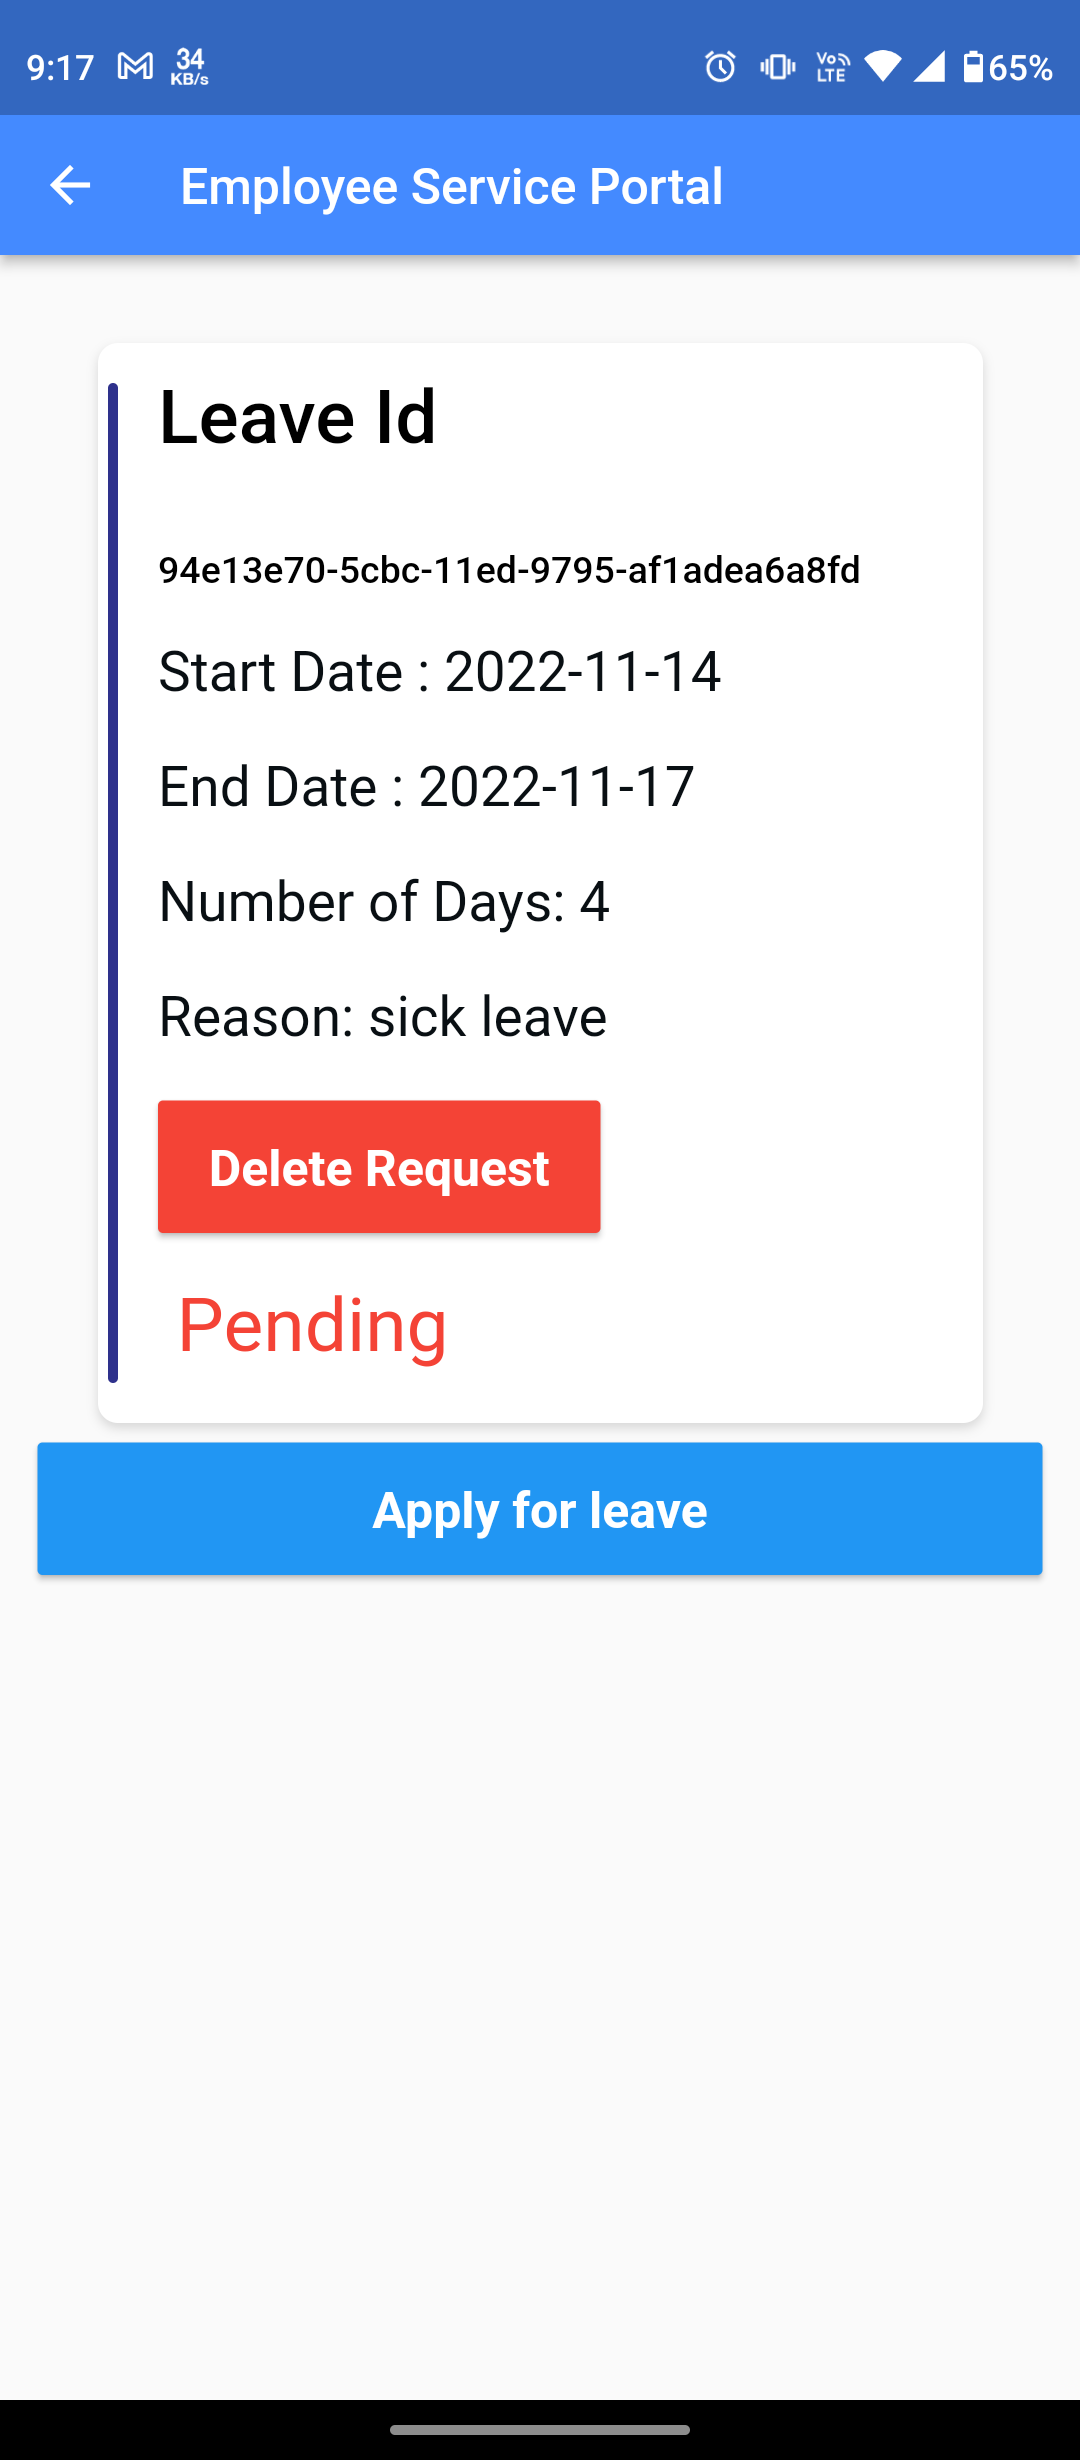 9:17 34 KB/s Vo LTE 65%
Employee Service Portal
Leave Id
94e13e70-5cbc-11ed-9795-af1adea6a8fd
Start Date : 2022-11-14
End Date : 2022-11-17
Number of Days: 4
Reason: sick leave
Delete Request
Pending
Apply for leave